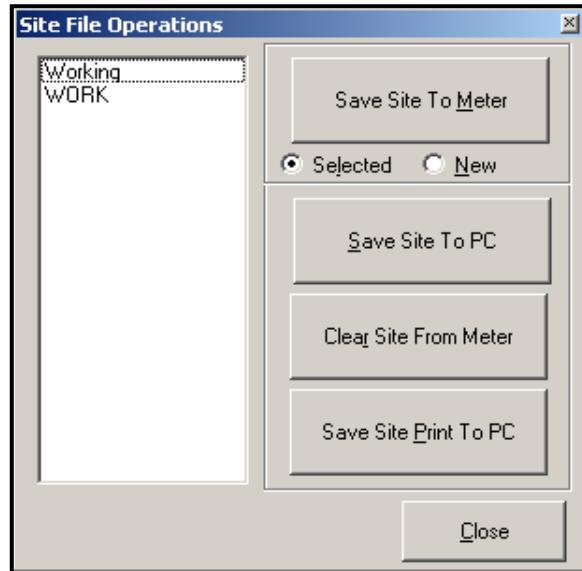 Site File Operations
Working
WORK
Save Site To Meter
Selected
New
Save Site To PC
Clear Site From Meter
Save Site Print To PC
Close